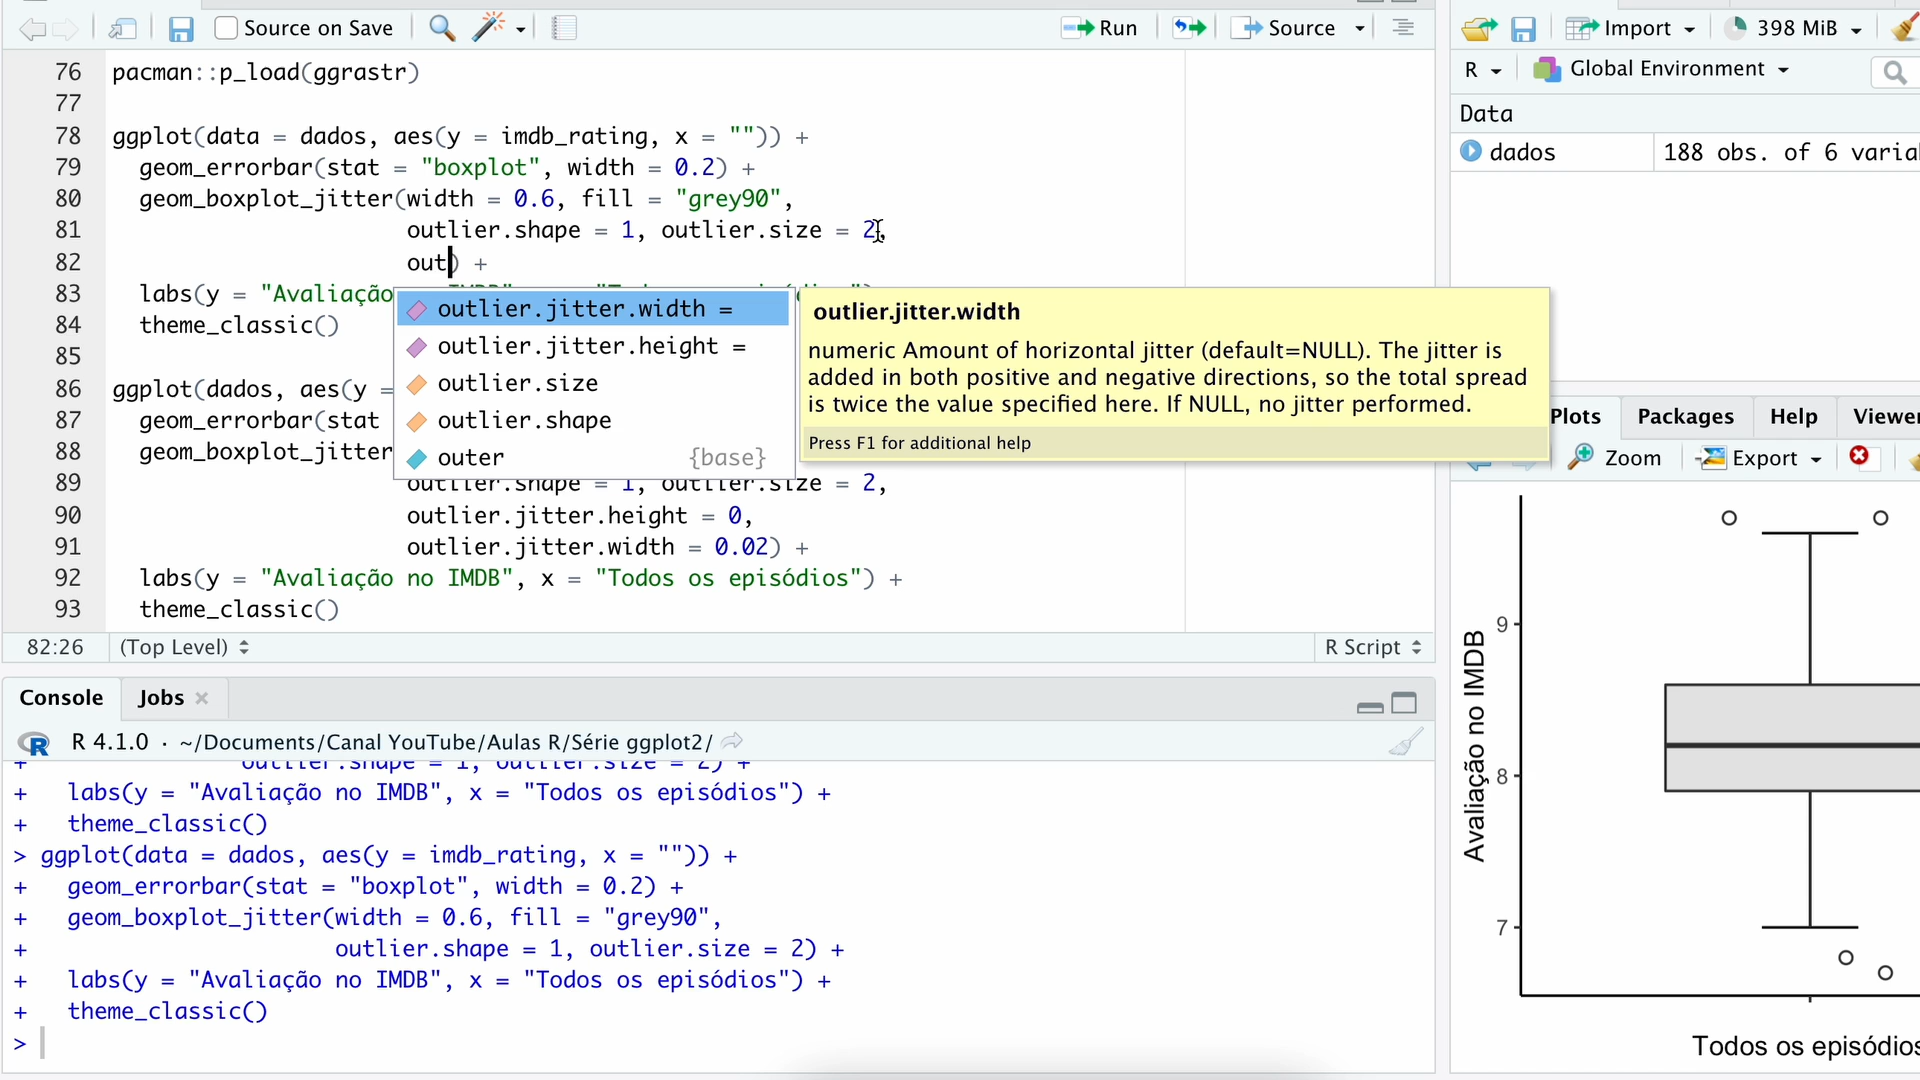 Source on Save
Run
Source
76 pacman::p_load(ggrastr)
77
78 ggplot(data = dados, aes(y = imdb_rating, x = "")) +
79 geom_errorbar(stat = "boxplot", width = 0.2) +
80 geom_boxplot_jitter(width = 0.6, fill = "grey90",
81 outlier.shape = 1, outlier.size = 2,
82 out) +
83 labs(y = "Avaliação
84 theme_classic()
85
86 ggplot(dados, aes(y =
87 geom_errorbar(stat
88 geom_boxplot_jitter
89 outlier.shape = 1, outlier.size = 2,
90 outlier.jitter.height = 0,
91 outlier.jitter.width = 0.02) +
92 labs(y = "Avaliação no IMDB", x = "Todos os episódios") +
93 theme_classic()
outlier.jitter.width =
outlier.jitter.height =
outlier.size
outlier.shape
outer {base}
outlier.jitter.width
numeric Amount of horizontal jitter (default=NULL). The jitter is
added in both positive and negative directions, so the total spread
is twice the value specified here. If NULL, no jitter performed.
Press F1 for additional help
82:26 (Top Level) R Script
Console Jobs
R 4.1.0 · ~/Documents/Canal YouTube/Aulas R/Série ggplot2/
+ outlier.shape = 1, outlier.size = 2) +
+ labs(y = "Avaliação no IMDB", x = "Todos os episódios") +
+ theme_classic()
> ggplot(data = dados, aes(y = imdb_rating, x = "")) +
+ geom_errorbar(stat = "boxplot", width = 0.2) +
+ geom_boxplot_jitter(width = 0.6, fill = "grey90",
+ outlier.shape = 1, outlier.size = 2) +
+ labs(y = "Avaliação no IMDB", x = "Todos os episódios") +
+ theme_classic()
>
Import 398 MiB
R Global Environment
Data
dados 188 obs. of 6 varia
Plots Packages Help Viewer
Zoom Export
9
8
7
Avaliação no IMDB
Todos os episódios